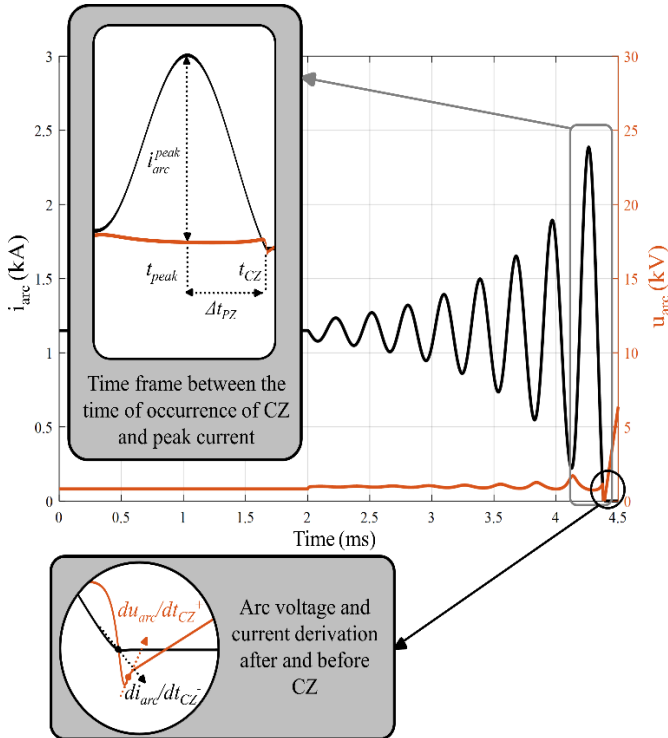 3
2.5
2
1.5
1
0.5
0
i_arc (kA)
30
25
20
15
10
5
0
u_arc (kV)
i_arc^peak
t_peak
t_CZ
Δt_PZ
Time frame between the
time of occurrence of CZ
and peak current
0 0.5 1 1.5 2 2.5 3 3.5 4 4.5
Time (ms)
du_arc/dt_CZ^+
di_arc/dt_CZ^-
Arc voltage and
current derivation
after and before
CZ